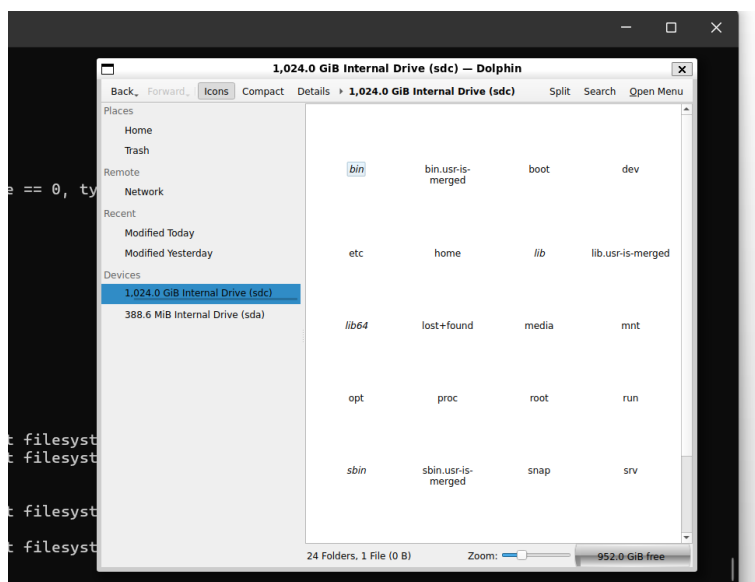 1,024.0 GiB Internal Drive (sdc) — Dolphin
Back Forward Icons Compact Details 1,024.0 GiB Internal Drive (sdc) Split Search Open Menu
Places
Home
Trash
Remote
Network
Recent
Modified Today
Modified Yesterday
Devices
1,024.0 GiB Internal Drive (sdc)
388.6 MiB Internal Drive (sda)
bin
bin.usr-is-
merged
boot
dev
etc
home
lib
lib.usr-is-merged
lib64
lost+found
media
mnt
opt
proc
root
run
sbin
sbin.usr-is-
merged
snap
srv
24 Folders, 1 File (0 B)
Zoom:
952.0 GiB free
e == 0, ty
t filesyst
t filesyst
t filesyst
t filesyst